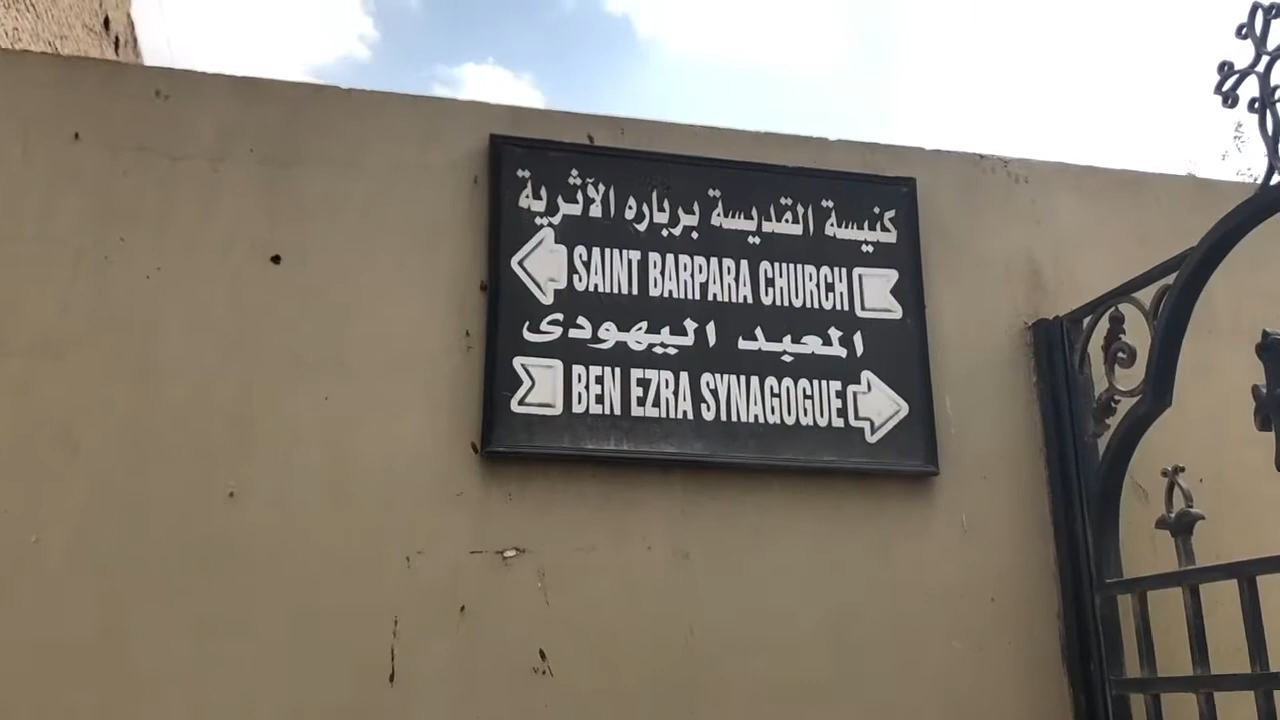 كنيسة القديسة برباره الآثرية
SAINT BARPARA CHURCH
المعبد اليهودى
BEN EZRA SYNAGOGUE